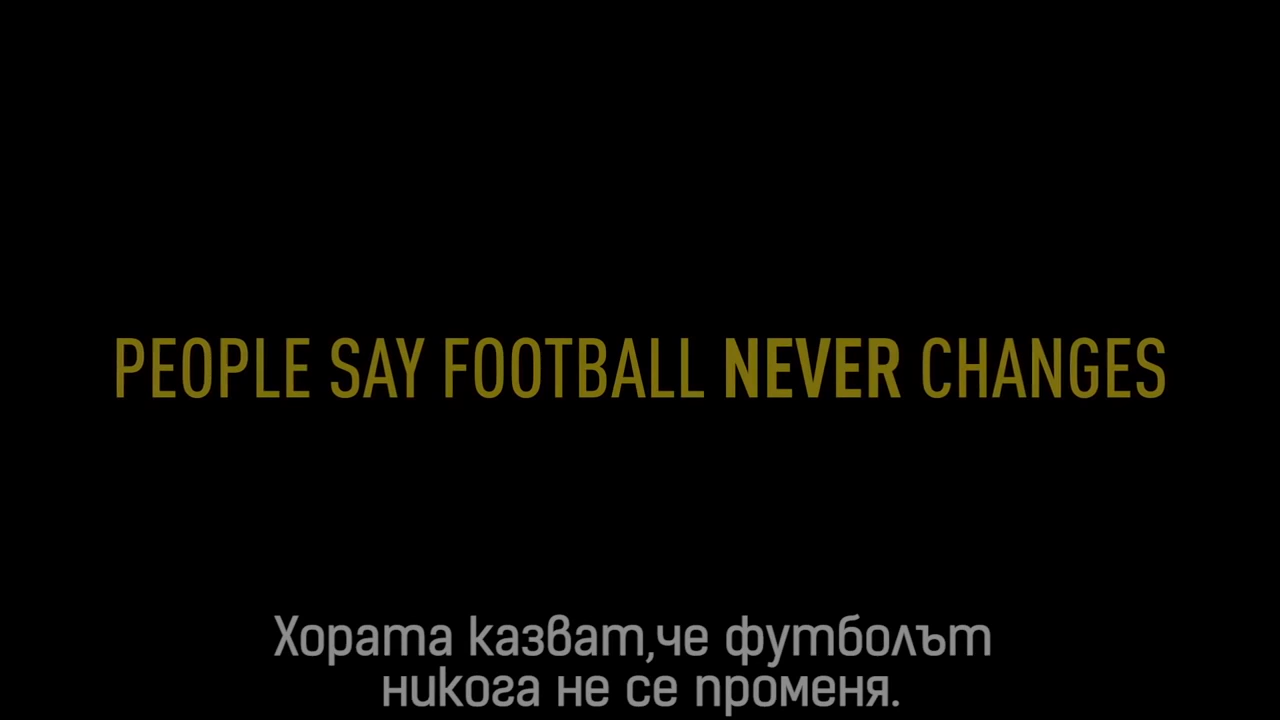 PEOPLE SAY FOOTBALL NEVER CHANGES
Хората казват,че футболът
никога не се променя.